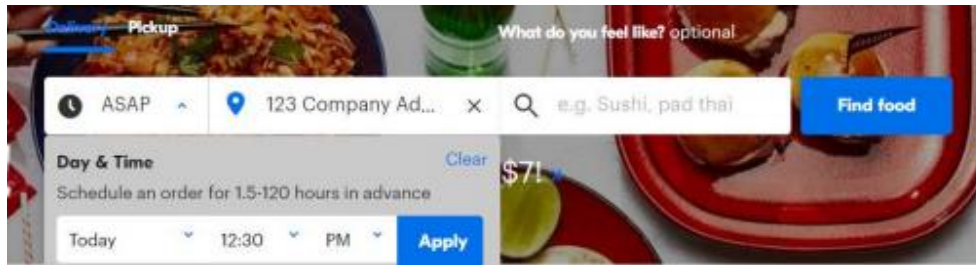 Delivery Pickup What do you feel like? optional
ASAP 123 Company Ad... × e.g. Sushi, pad thai Find food
Day & Time Clear
$7!
Schedule an order for 1.5-120 hours in advance
Today 12:30 PM Apply